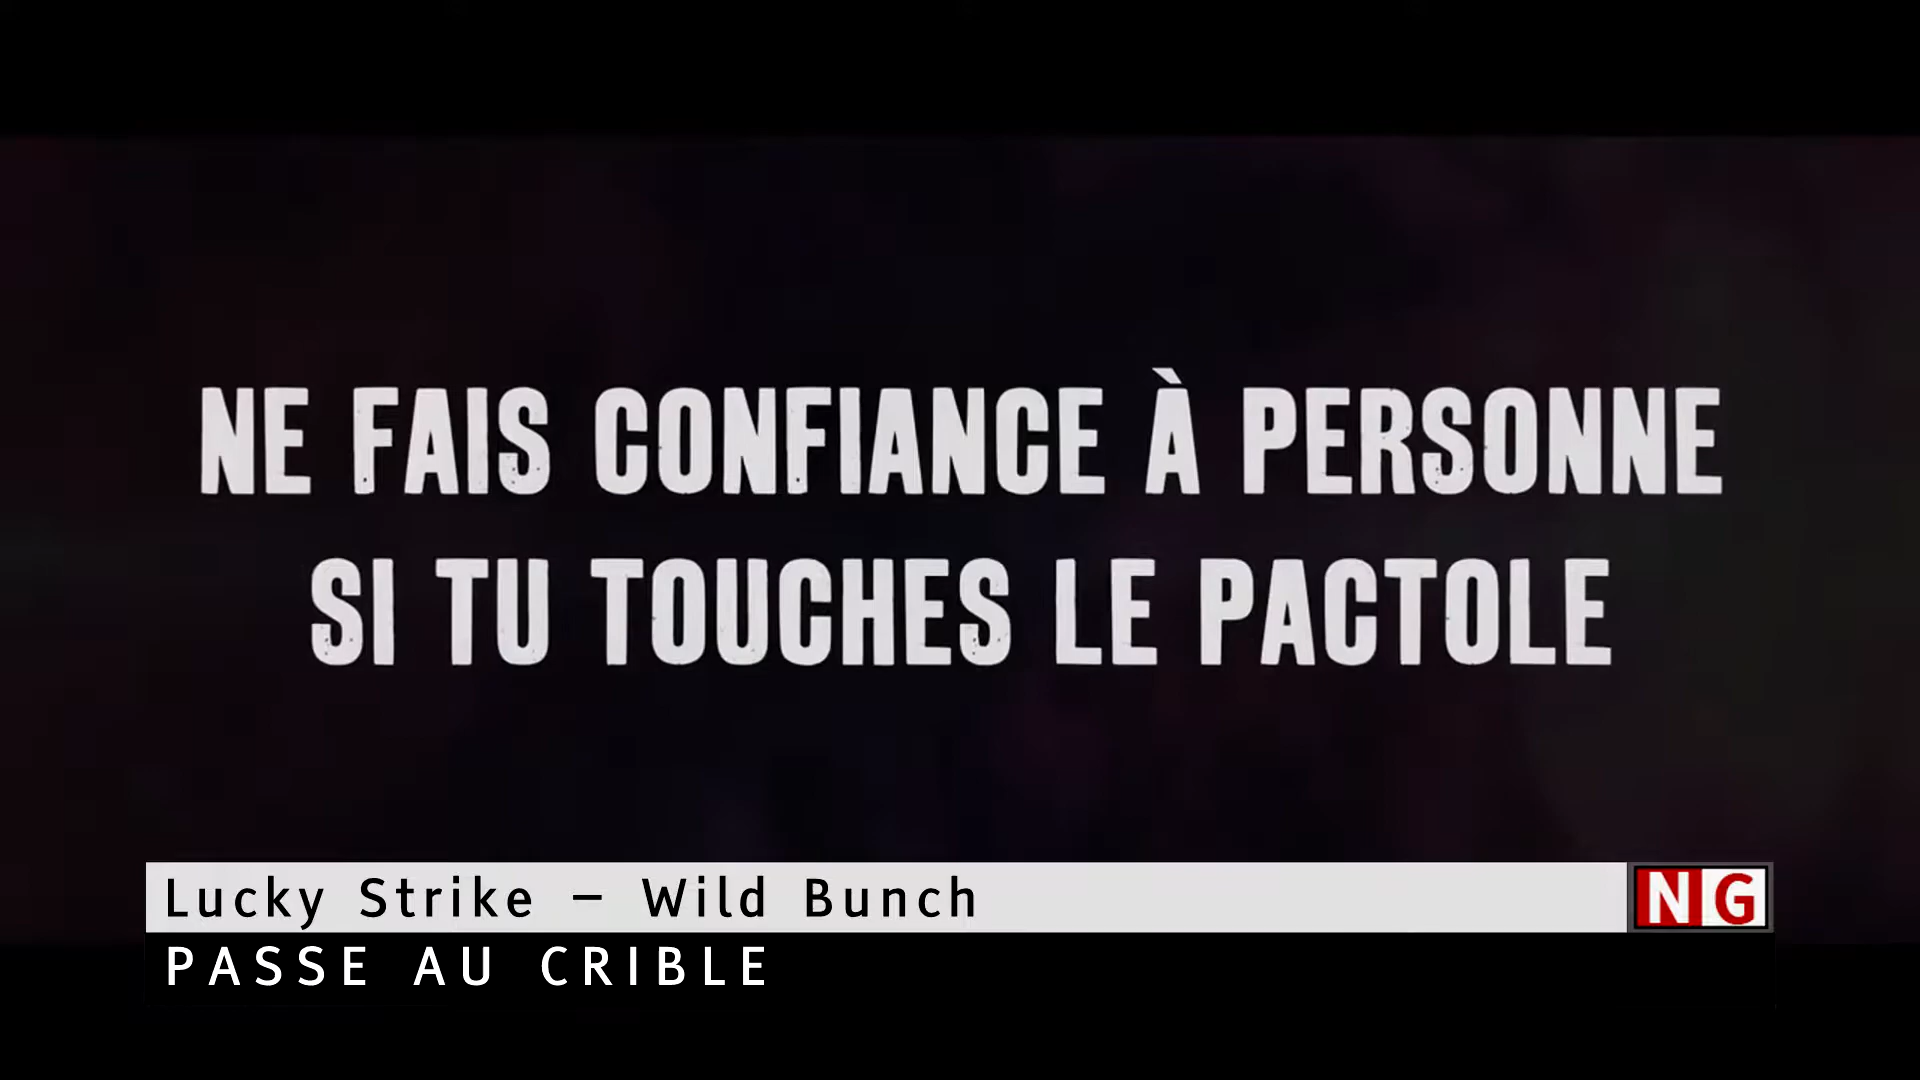 NE FAIS CONFIANCE À PERSONNE
SI TU TOUCHES LE PACTOLE
Lucky Strike – Wild Bunch
NG
PASSE AU CRIBLE